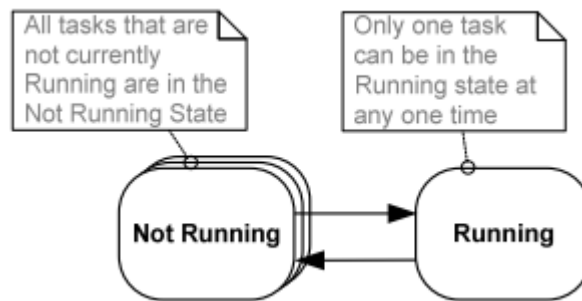 All tasks that are
not currently
Running are in the
Not Running State
Only one task
can be in the
Running state at
any one time
Not Running
Running